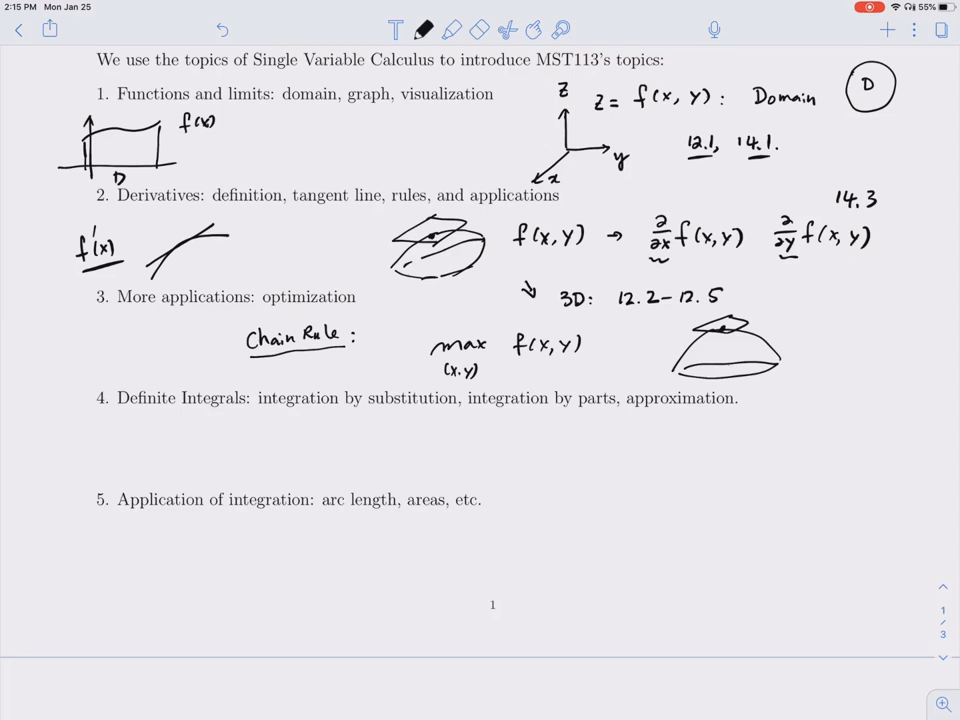 2:15 PM Mon Jan 25
55%
T
We use the topics of Single Variable Calculus to introduce MST113's topics:
1. Functions and limits: domain, graph, visualization
z
z = f(x, y): Domain
D
f(x)
12.1, 14.1.
y
x
D
2. Derivatives: definition, tangent line, rules, and applications
14.3
f'(x)
f(x, y) → ∂/∂x f(x, y) ∂/∂y f(x, y)
3. More applications: optimization
3D: 12.2 – 12.5
Chain Rule:
max f(x, y)
(x, y)
4. Definite Integrals: integration by substitution, integration by parts, approximation.
5. Application of integration: arc length, areas, etc.
1
1
/
3